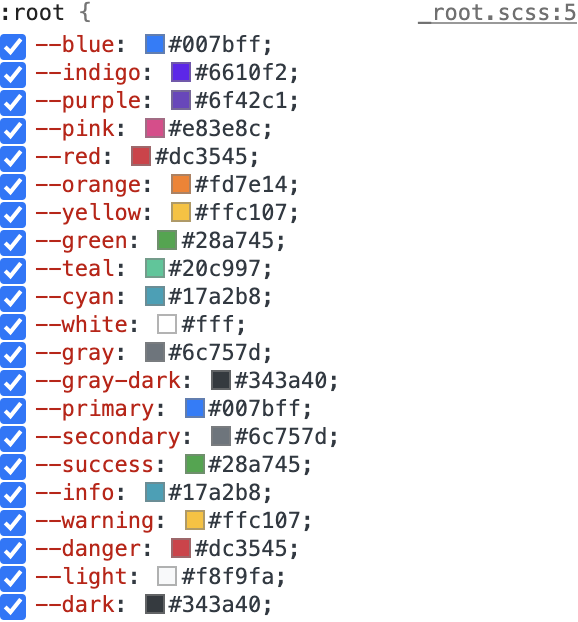 :root { _root.scss:5
--blue: #007bff;
--indigo: #6610f2;
--purple: #6f42c1;
--pink: #e83e8c;
--red: #dc3545;
--orange: #fd7e14;
--yellow: #ffc107;
--green: #28a745;
--teal: #20c997;
--cyan: #17a2b8;
--white: #fff;
--gray: #6c757d;
--gray-dark: #343a40;
--primary: #007bff;
--secondary: #6c757d;
--success: #28a745;
--info: #17a2b8;
--warning: #ffc107;
--danger: #dc3545;
--light: #f8f9fa;
--dark: #343a40;